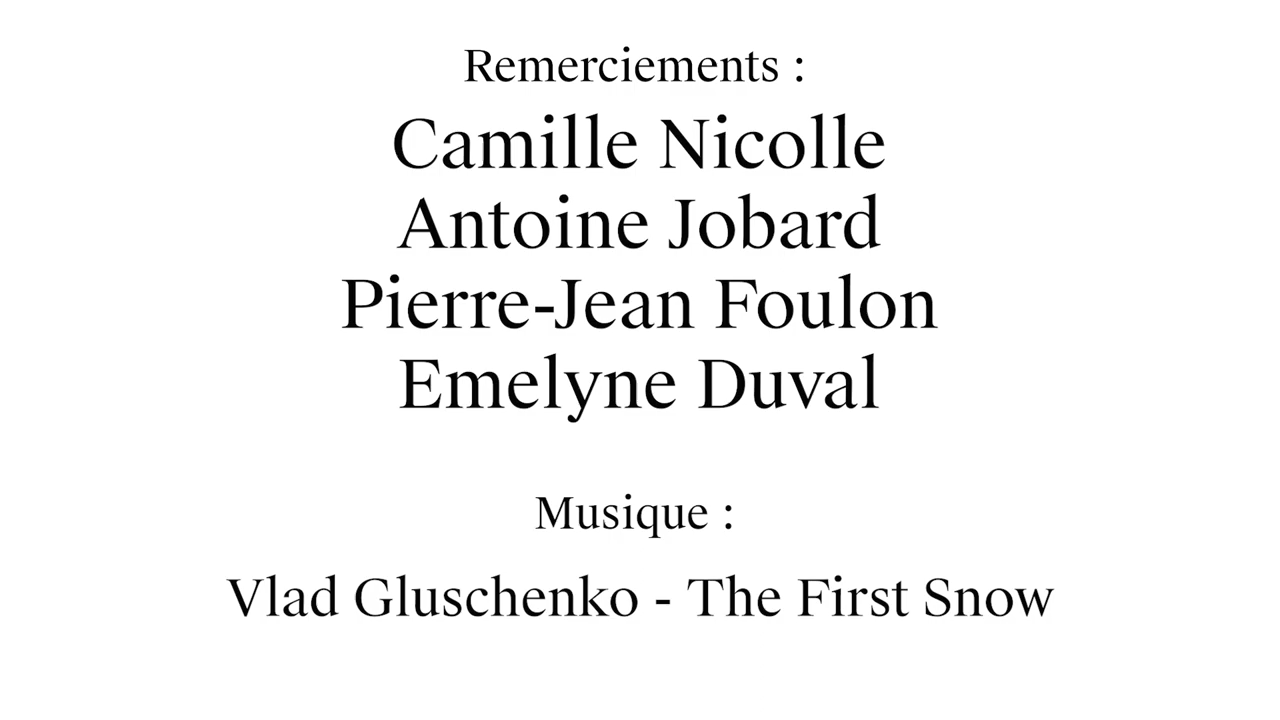 Remerciements :
Camille Nicolle
Antoine Jobard
Pierre-Jean Foulon
Emelyne Duval
Musique :
Vlad Gluschenko - The First Snow